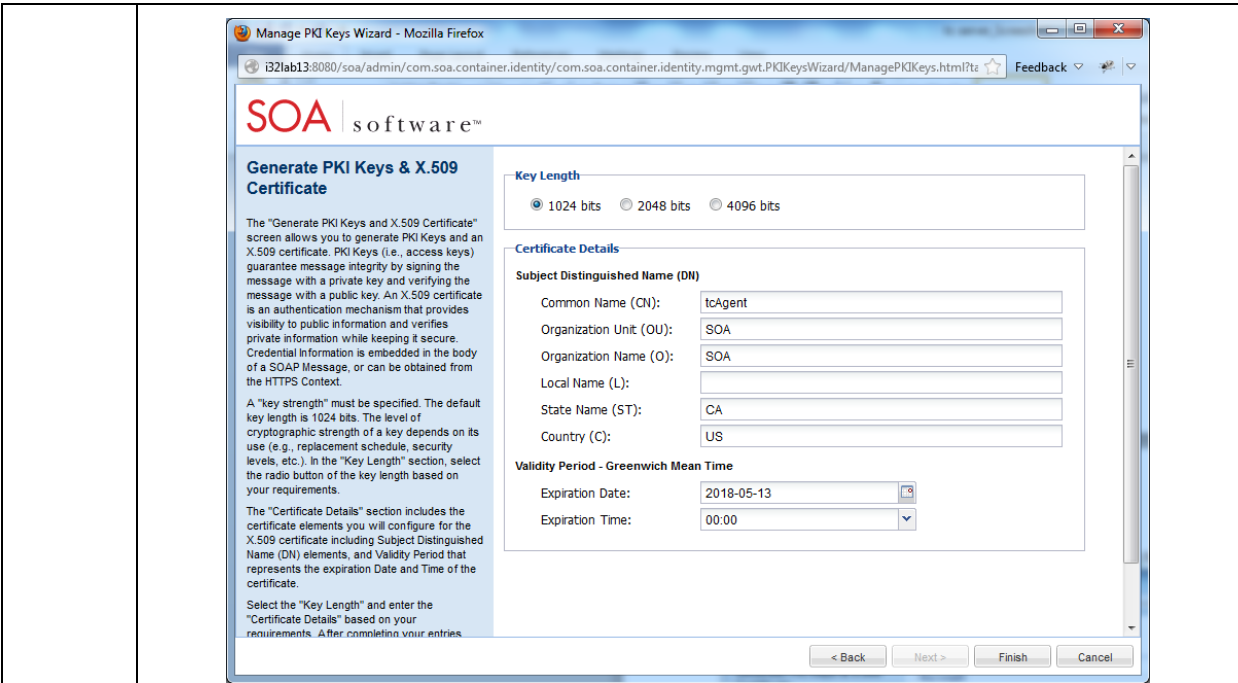 Manage PKI Keys Wizard - Mozilla Firefox
i32lab13:8080/soa/admin/com.soa.container.identity/com.soa.container.identity.mgmt.gwt.PKIKeysWizard/ManagePKIKeys.html?ta
Feedback
SOA software™
Generate PKI Keys & X.509
Certificate
The "Generate PKI Keys and X.509 Certificate"
screen allows you to generate PKI Keys and an
X.509 certificate. PKI Keys (i.e., access keys)
guarantee message integrity by signing the
message with a private key and verifying the
message with a public key. An X.509 certificate
is an authentication mechanism that provides
visibility to public information and verifies
private information while keeping it secure.
Credential Information is embedded in the body
of a SOAP Message, or can be obtained from
the HTTPS Context.
A "key strength" must be specified. The default
key length is 1024 bits. The level of
cryptographic strength of a key depends on its
use (e.g., replacement schedule, security
levels, etc.). In the "Key Length" section, select
the radio button of the key length based on
your requirements.
The "Certificate Details" section includes the
certificate elements you will configure for the
X.509 certificate including Subject Distinguished
Name (DN) elements, and Validity Period that
represents the expiration Date and Time of the
certificate.
Select the "Key Length" and enter the
"Certificate Details" based on your
requirements. After completing your entries
Key Length
1024 bits 2048 bits 4096 bits
Certificate Details
Subject Distinguished Name (DN)
Common Name (CN): tcAgent
Organization Unit (OU): SOA
Organization Name (O): SOA
Local Name (L):
State Name (ST): CA
Country (C): US
Validity Period - Greenwich Mean Time
Expiration Date: 2018-05-13
Expiration Time: 00:00
< Back Next > Finish Cancel